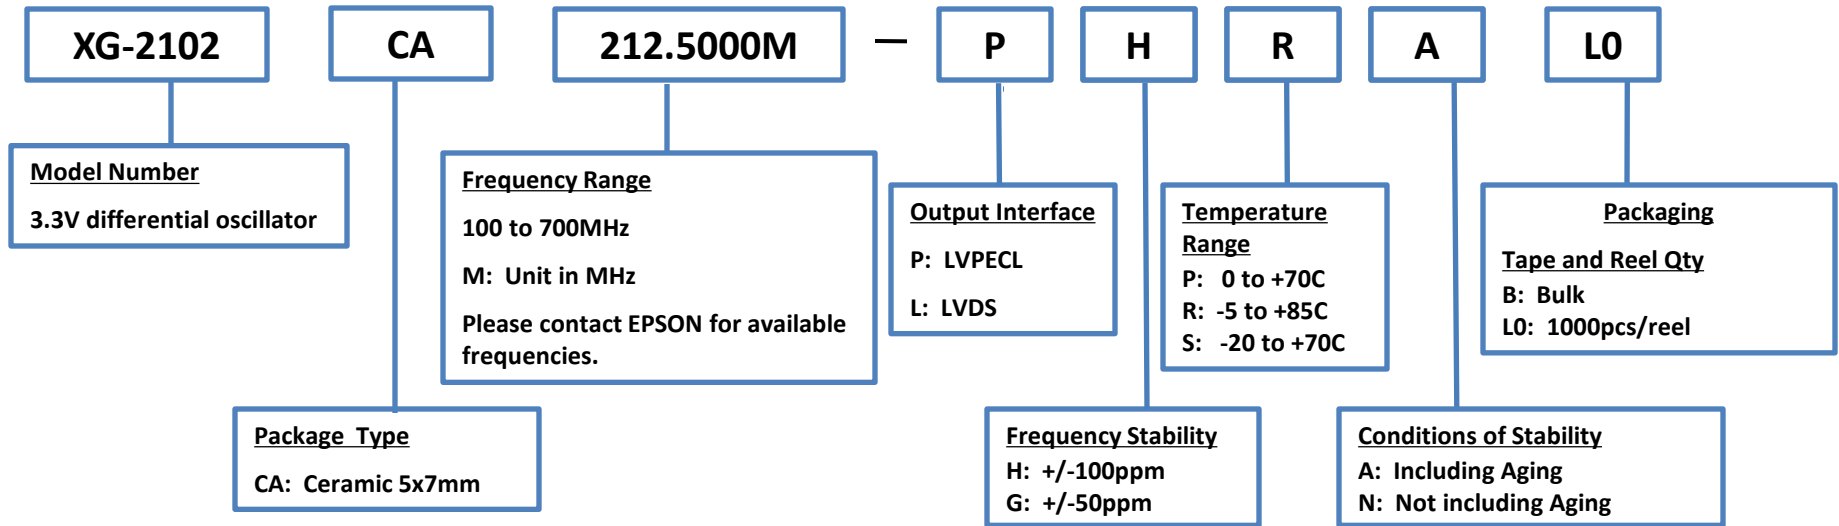 XG-2102 CA 212.5000M — P H R A L0
Model Number
3.3V differential oscillator
Frequency Range
100 to 700MHz
M: Unit in MHz
Please contact EPSON for available
frequencies.
Output Interface
P: LVPECL
L: LVDS
Temperature
Range
P: 0 to +70C
R: -5 to +85C
S: -20 to +70C
Packaging
Tape and Reel Qty
B: Bulk
L0: 1000pcs/reel
Package Type
CA: Ceramic 5x7mm
Frequency Stability
H: +/-100ppm
G: +/-50ppm
Conditions of Stability
A: Including Aging
N: Not including Aging